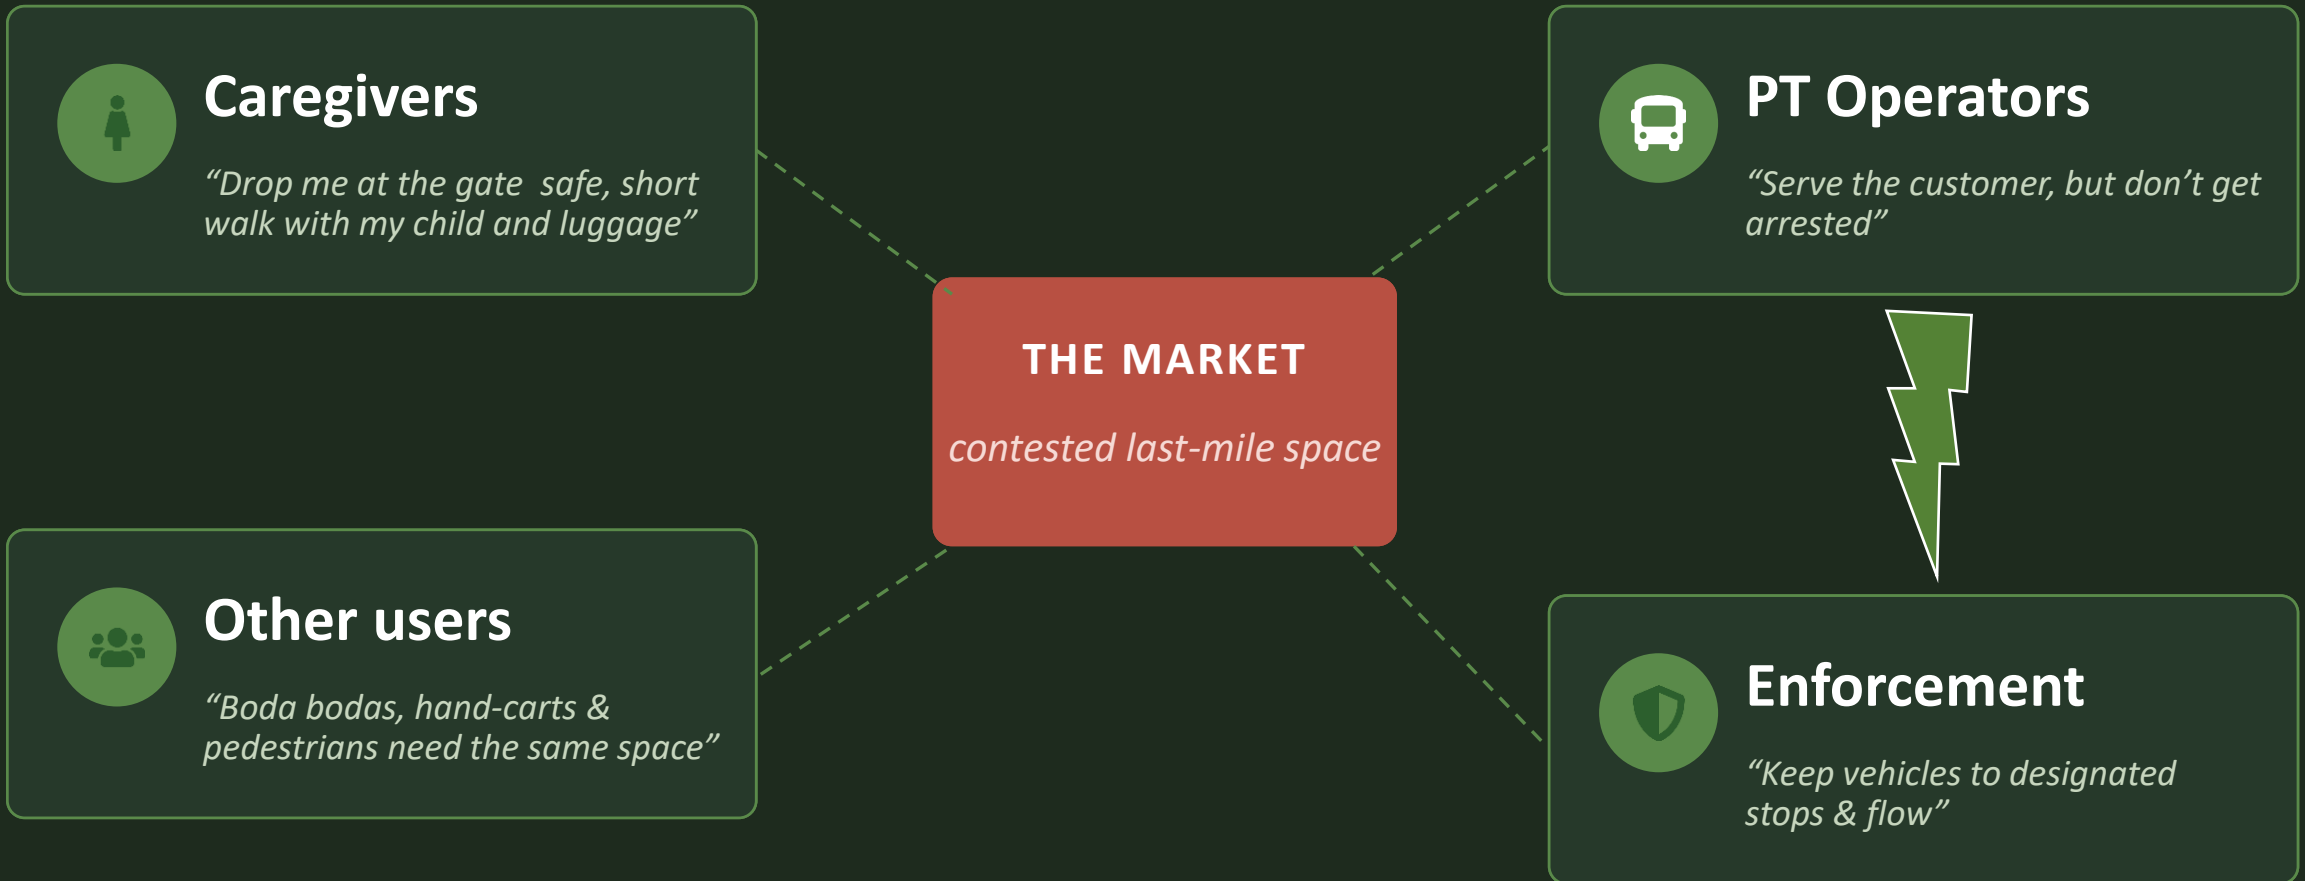 Caregivers
“Drop me at the gate  safe, short
walk with my child and luggage”
PT Operators
“Serve the customer, but don’t get
arrested”
THE MARKET
contested last-mile space
Other users
“Boda bodas, hand-carts &
pedestrians need the same space”
Enforcement
“Keep vehicles to designated
stops & flow”